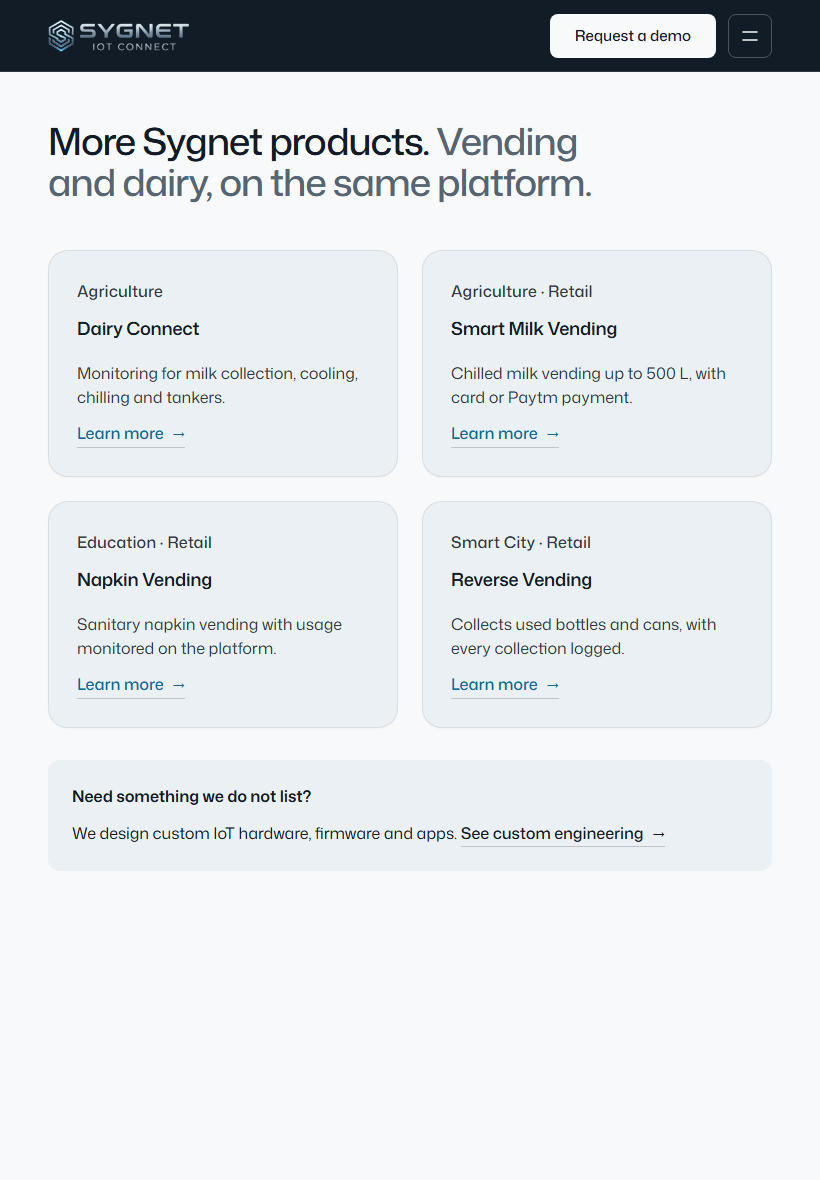 SYGNET
IOT CONNECT
Request a demo
More Sygnet products. Vending
and dairy, on the same platform.
Agriculture
Dairy Connect
Monitoring for milk collection, cooling,
chilling and tankers.
Learn more →
Agriculture · Retail
Smart Milk Vending
Chilled milk vending up to 500 L, with
card or Paytm payment.
Learn more →
Education · Retail
Napkin Vending
Sanitary napkin vending with usage
monitored on the platform.
Learn more →
Smart City · Retail
Reverse Vending
Collects used bottles and cans, with
every collection logged.
Learn more →
Need something we do not list?
We design custom IoT hardware, firmware and apps. See custom engineering →